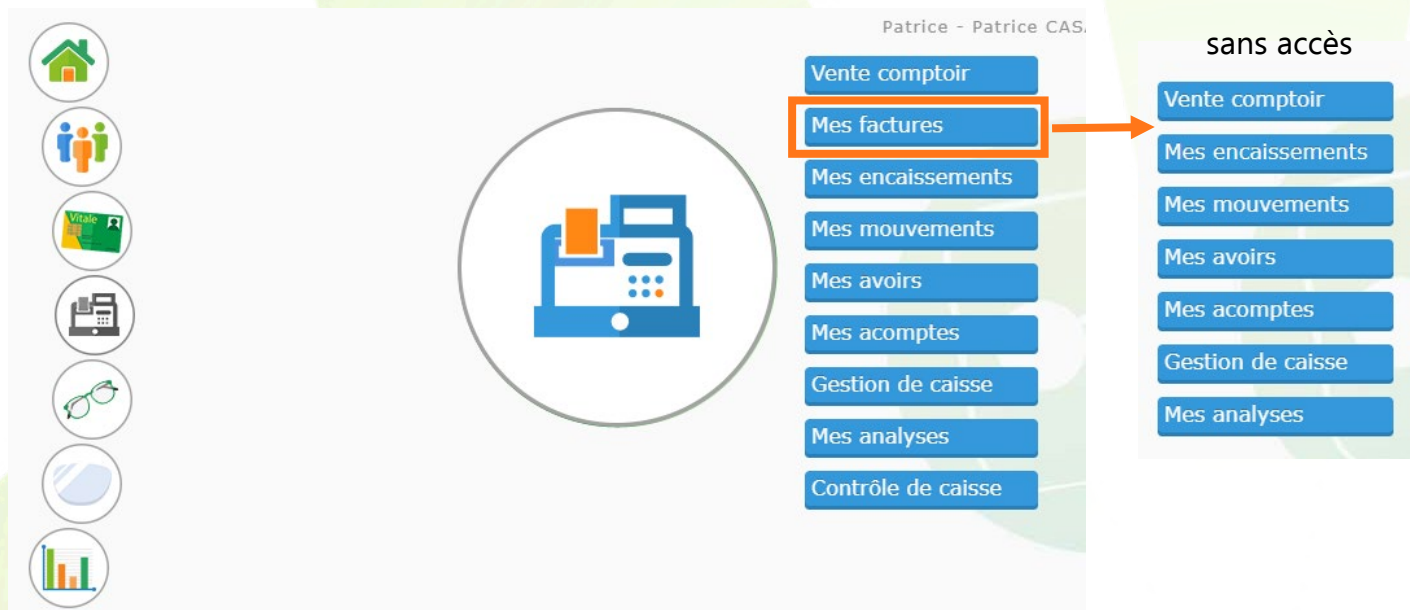 Patrice - Patrice CASA
Vente comptoir
Mes factures
Mes encaissements
Mes mouvements
Mes avoirs
Mes acomptes
Gestion de caisse
Mes analyses
Contrôle de caisse
sans accès
Vente comptoir
Mes encaissements
Mes mouvements
Mes avoirs
Mes acomptes
Gestion de caisse
Mes analyses
Vitale